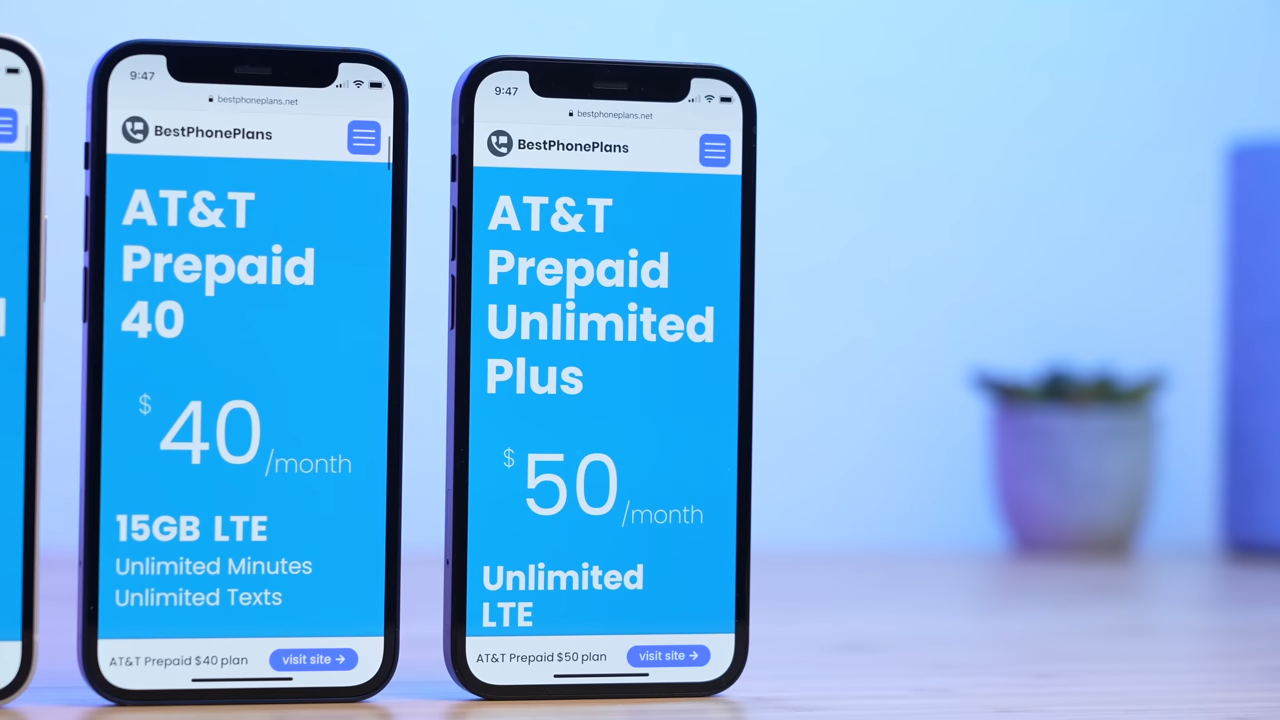 9:47
bestphoneplans.net
BestPhonePlans
AT&T
Prepaid
40
$40/month
15GB LTE
Unlimited Minutes
Unlimited Texts
AT&T Prepaid $40 plan
visit site →
9:47
bestphoneplans.net
BestPhonePlans
AT&T
Prepaid
Unlimited
Plus
$50/month
Unlimited
LTE
AT&T Prepaid $50 plan
visit site →